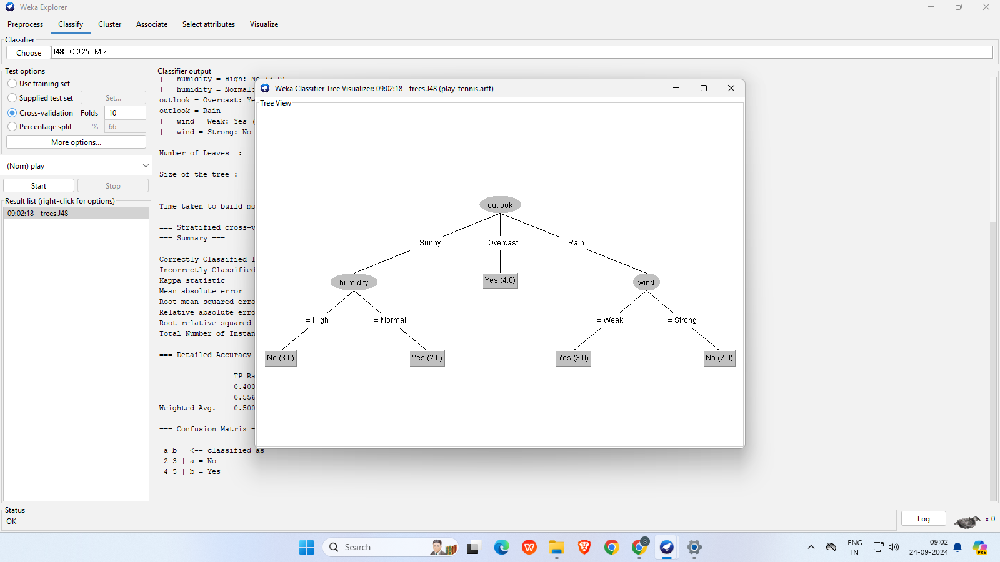 Weka Explorer
Preprocess Classify Cluster Associate Select attributes Visualize
Classifier
Choose J48 -C 0.25 -M 2
Test options
Use training set
Supplied test set Set...
Cross-validation Folds 10
Percentage split % 66
More options...
(Nom) play
Start Stop
Result list (right-click for options)
09:02:18 - trees.J48
Classifier output
| humidity = High: No (3.0)
| humidity = Normal:
outlook = Overcast: Ye
outlook = Rain
| wind = Weak: Yes (
| wind = Strong: No
Number of Leaves :
Size of the tree :
Time taken to build mo
=== Stratified cross-v
=== Summary ===
Correctly Classified I
Incorrectly Classified
Kappa statistic
Mean absolute error
Root mean squared erro
Relative absolute erro
Root relative squared
Total Number of Instan
=== Detailed Accuracy
TP Ra
0.400
0.556
Weighted Avg. 0.500
=== Confusion Matrix =
a b <-- classified as
2 3 | a = No
4 5 | b = Yes
Weka Classifier Tree Visualizer: 09:02:18 - trees.J48 (play_tennis.arff)
Tree View
outlook
= Sunny = Overcast = Rain
humidity Yes (4.0) wind
= High = Normal = Weak = Strong
No (3.0) Yes (2.0) Yes (3.0) No (2.0)
Status
OK
Log x 0
Search
S
ENG
IN
09:02
24-09-2024
PRE